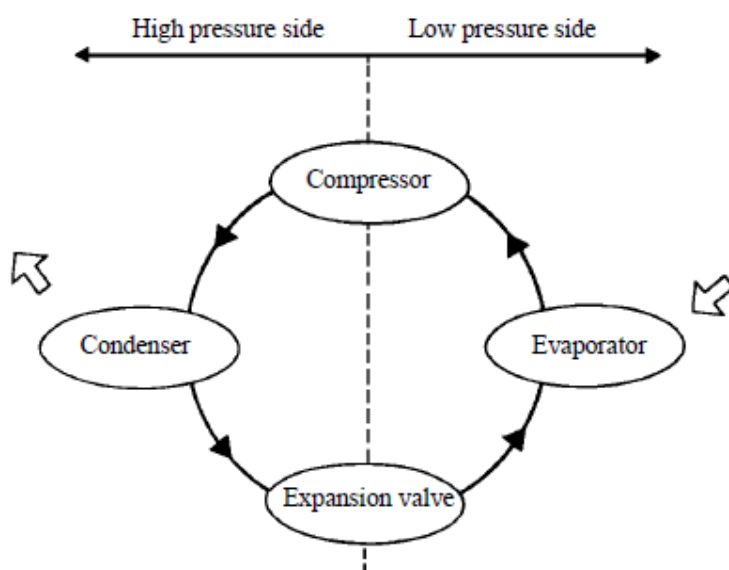 High pressure side
Low pressure side
Compressor
Condenser
Evaporator
Expansion valve